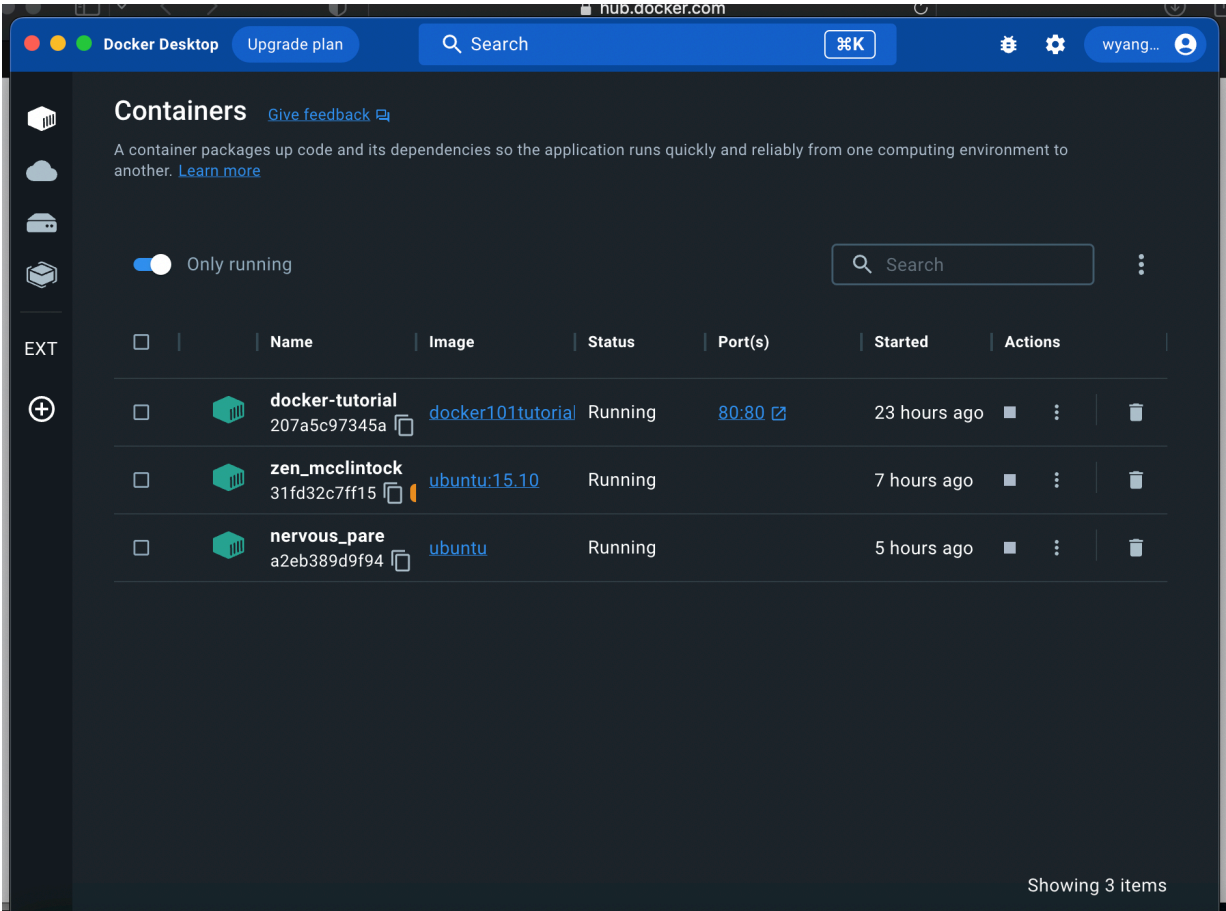 hub.docker.com
Docker Desktop Upgrade plan Search ⌘K wyang...
Containers Give feedback
A container packages up code and its dependencies so the application runs quickly and reliably from one computing environment to
another. Learn more
Only running Search
EXT
Name Image Status Port(s) Started Actions
docker-tutorial
207a5c97345a docker101tutorial Running 80:80 23 hours ago
zen_mcclintock
31fd32c7ff15 ubuntu:15.10 Running 7 hours ago
nervous_pare
a2eb389d9f94 ubuntu Running 5 hours ago
Showing 3 items